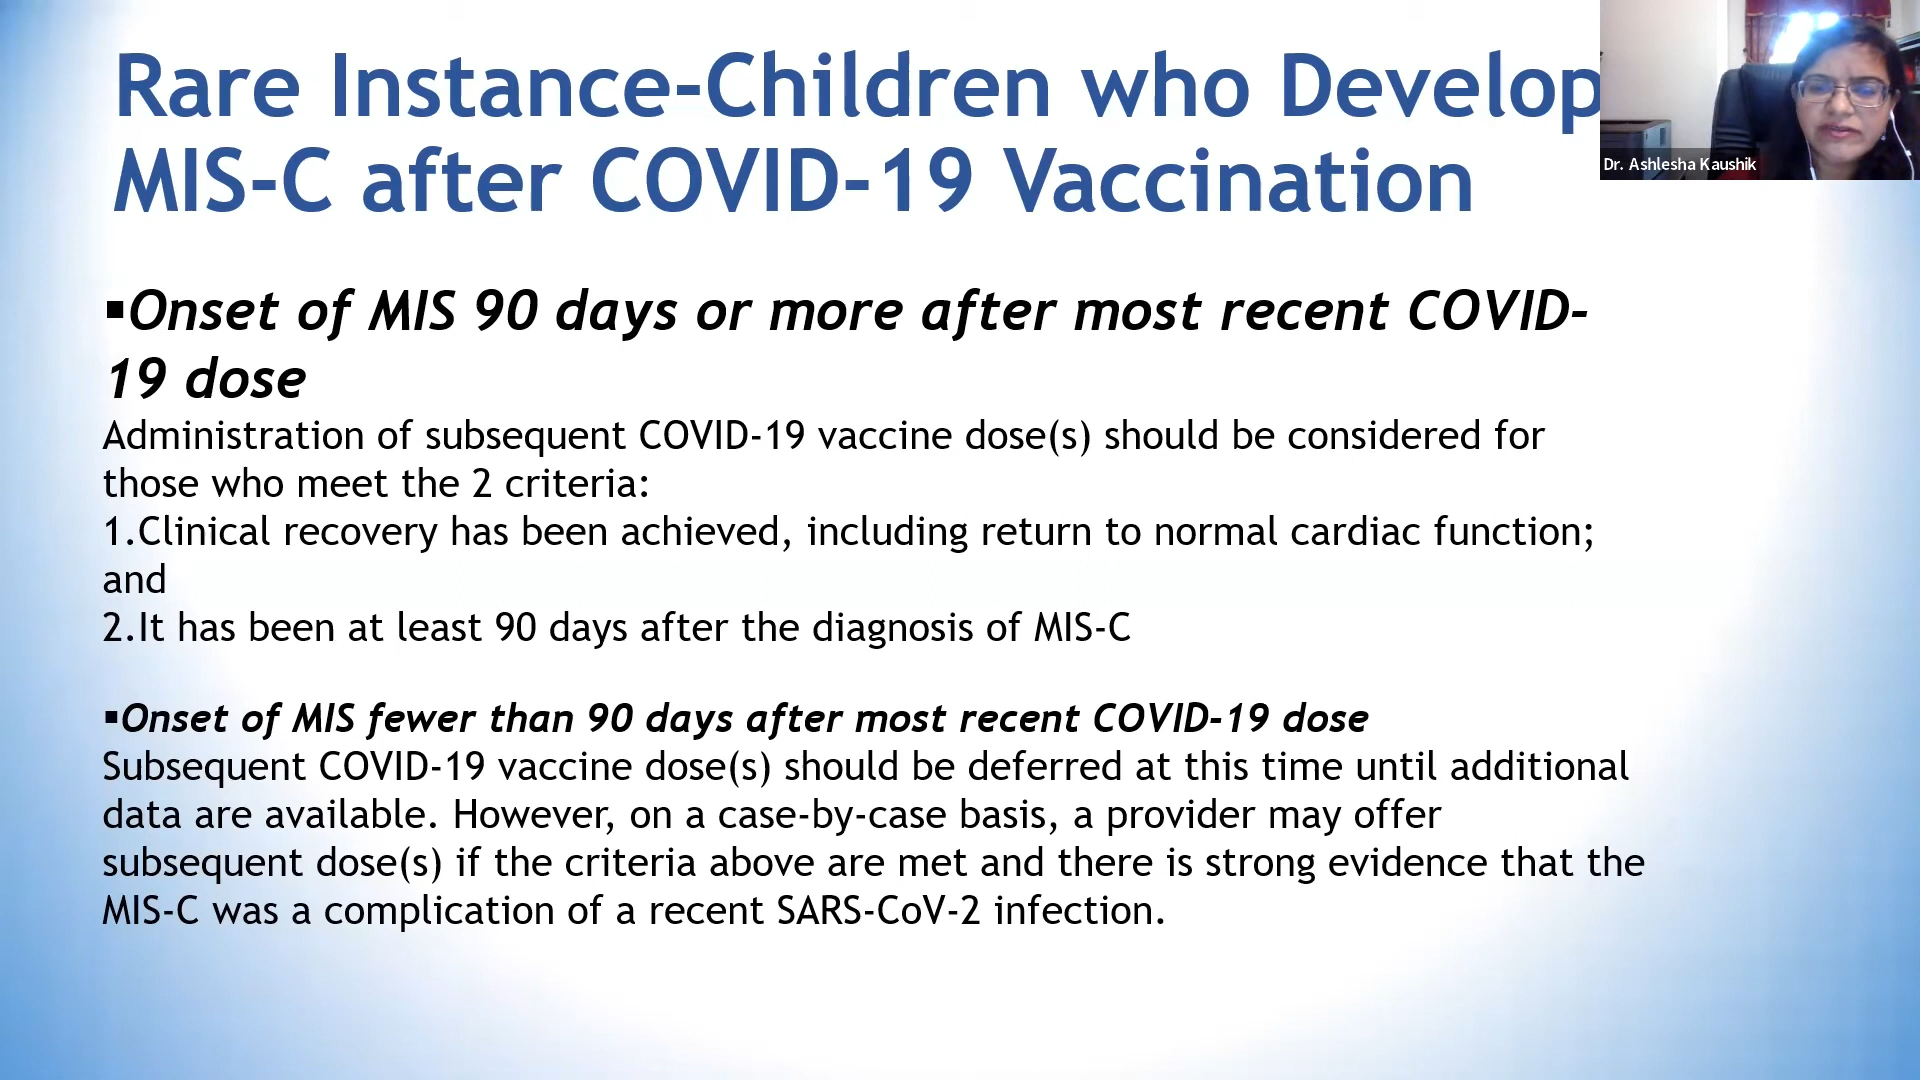 Rare Instance-Children who Develop
MIS-C after COVID-19 Vaccination
Dr. Ashlesha Kaushik
▪Onset of MIS 90 days or more after most recent COVID-
19 dose
Administration of subsequent COVID-19 vaccine dose(s) should be considered for
those who meet the 2 criteria:
1.Clinical recovery has been achieved, including return to normal cardiac function;
and
2.It has been at least 90 days after the diagnosis of MIS-C
▪Onset of MIS fewer than 90 days after most recent COVID-19 dose
Subsequent COVID-19 vaccine dose(s) should be deferred at this time until additional
data are available. However, on a case-by-case basis, a provider may offer
subsequent dose(s) if the criteria above are met and there is strong evidence that the
MIS-C was a complication of a recent SARS-CoV-2 infection.